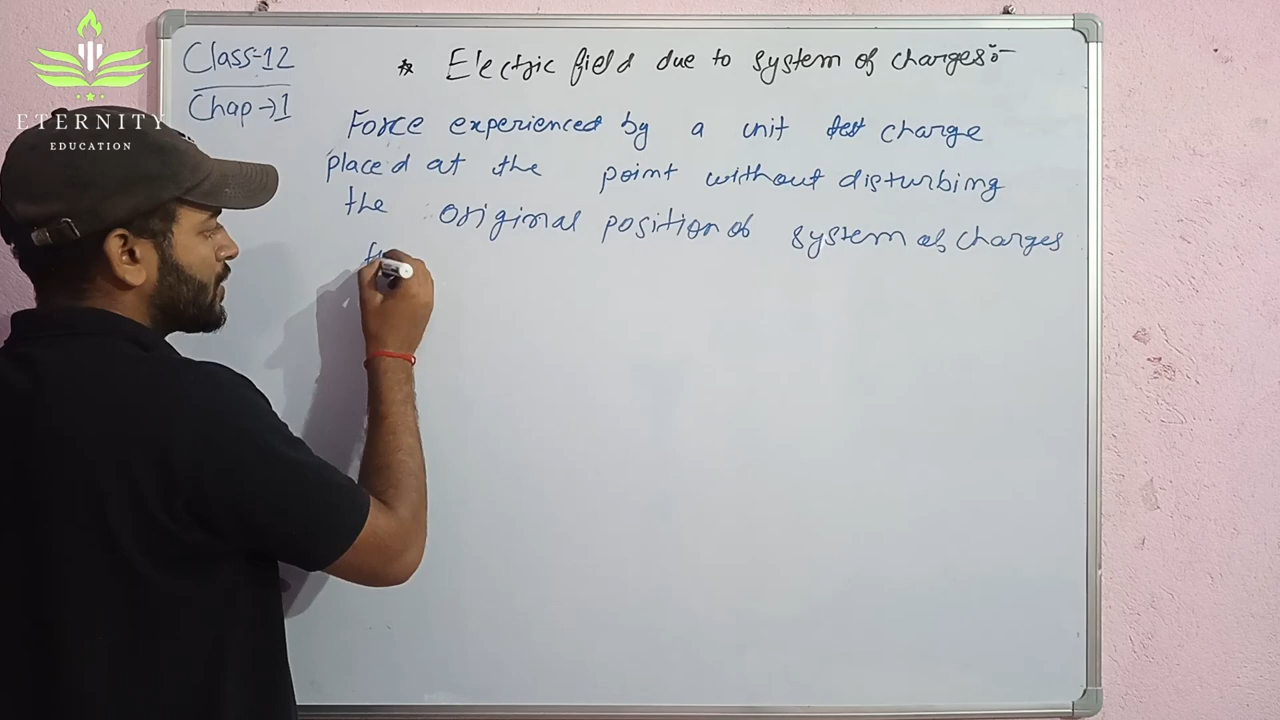 ETERNITY
EDUCATION
Class-12
Chap→1
* Electric field due to system of charges:-
Force experienced by a unit test charge
placed at the point without disturbing
the original position of system of charges